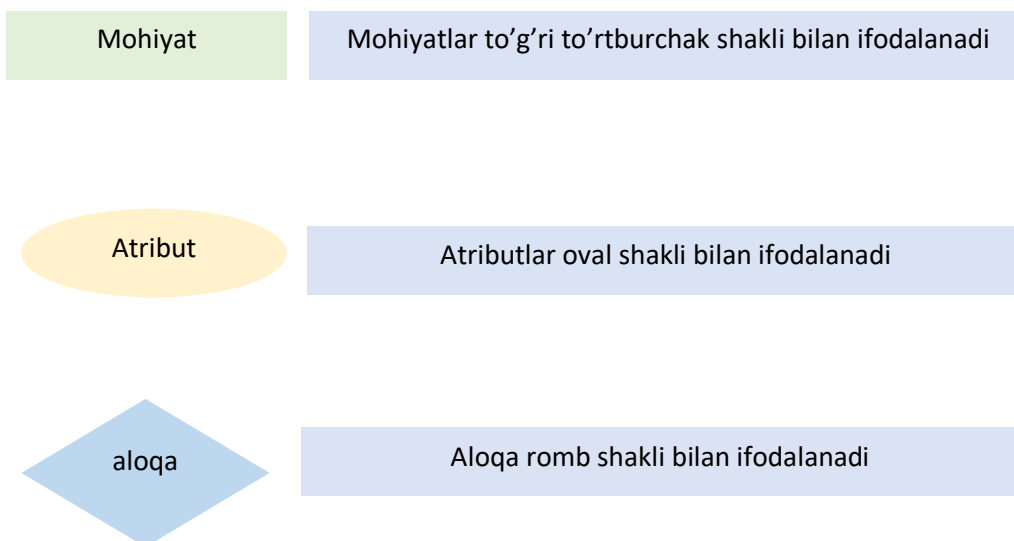 Mohiyat
Mohiyatlar to’g’ri to’rtburchak shakli bilan ifodalanadi
Atribut
Atributlar oval shakli bilan ifodalanadi
aloqa
Aloqa romb shakli bilan ifodalanadi